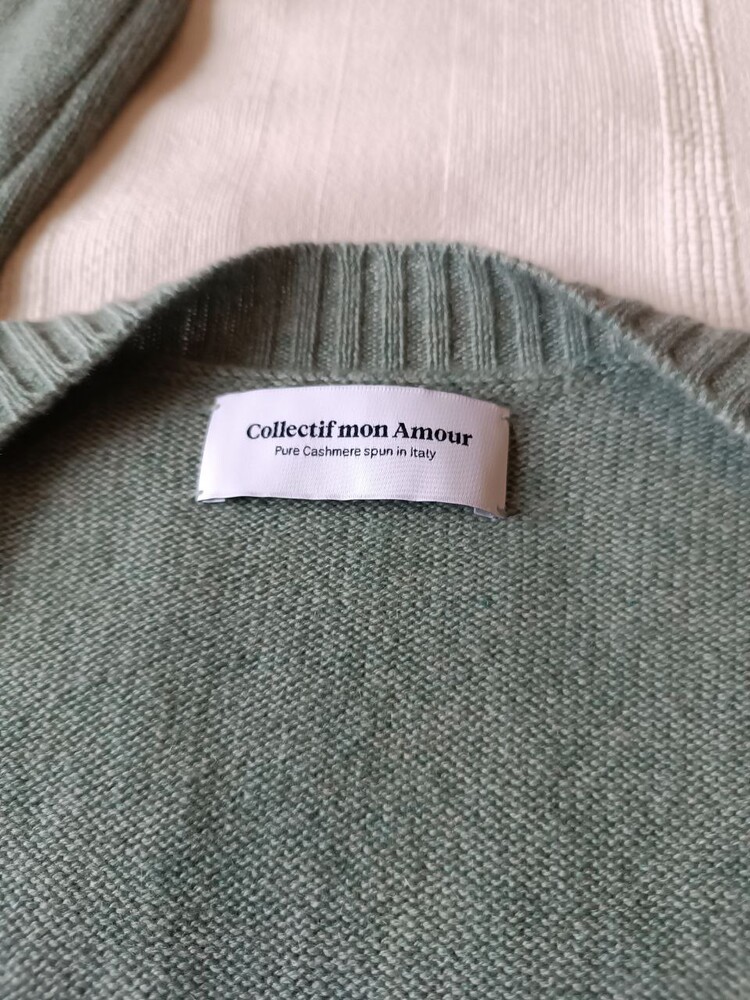 Collectif mon Amour
Pure Cashmere spun in Italy